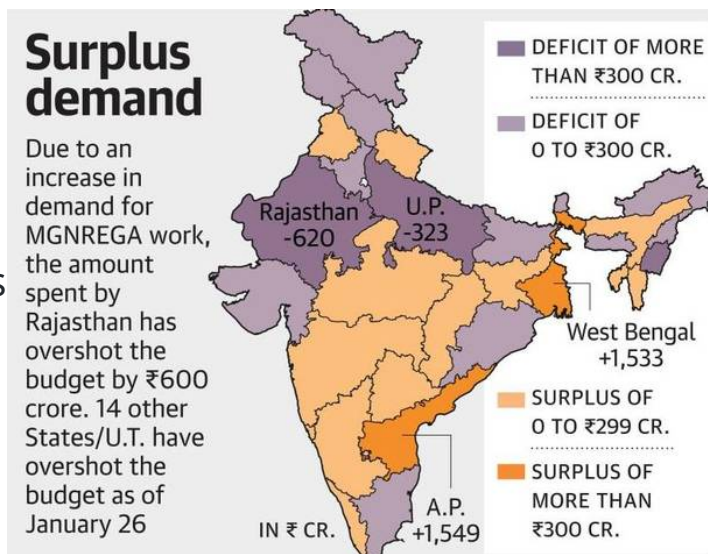 Surplus
demand
Due to an
increase in
demand for
MGNREGA work,
the amount
spent by
Rajasthan has
overshot the
budget by ₹600
crore. 14 other
States/U.T. have
overshot the
budget as of
January 26
s
DEFICIT OF MORE
THAN ₹300 CR.
DEFICIT OF
0 TO ₹300 CR.
Rajasthan
-620
U.P.
-323
West Bengal
+1,533
SURPLUS OF
0 TO ₹299 CR.
SURPLUS OF
MORE THAN
₹300 CR.
A.P.
+1,549
IN ₹ CR.